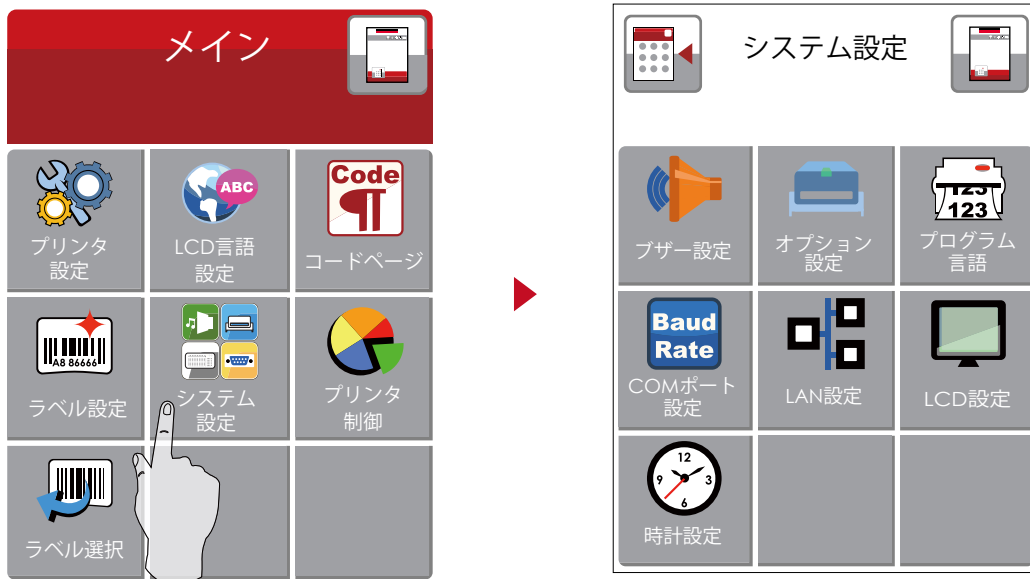 メイン
プリンタ
設定
ABC
LCD言語
設定
Code
コードページ
A8 86666
ラベル設定
システム
設定
プリンタ
制御
ラベル選択
システム設定
ブザー設定
オプション
設定
123
123
プログラム
言語
Baud
Rate
COMポート
設定
LAN設定
LCD設定
12
9
3
6
時計設定